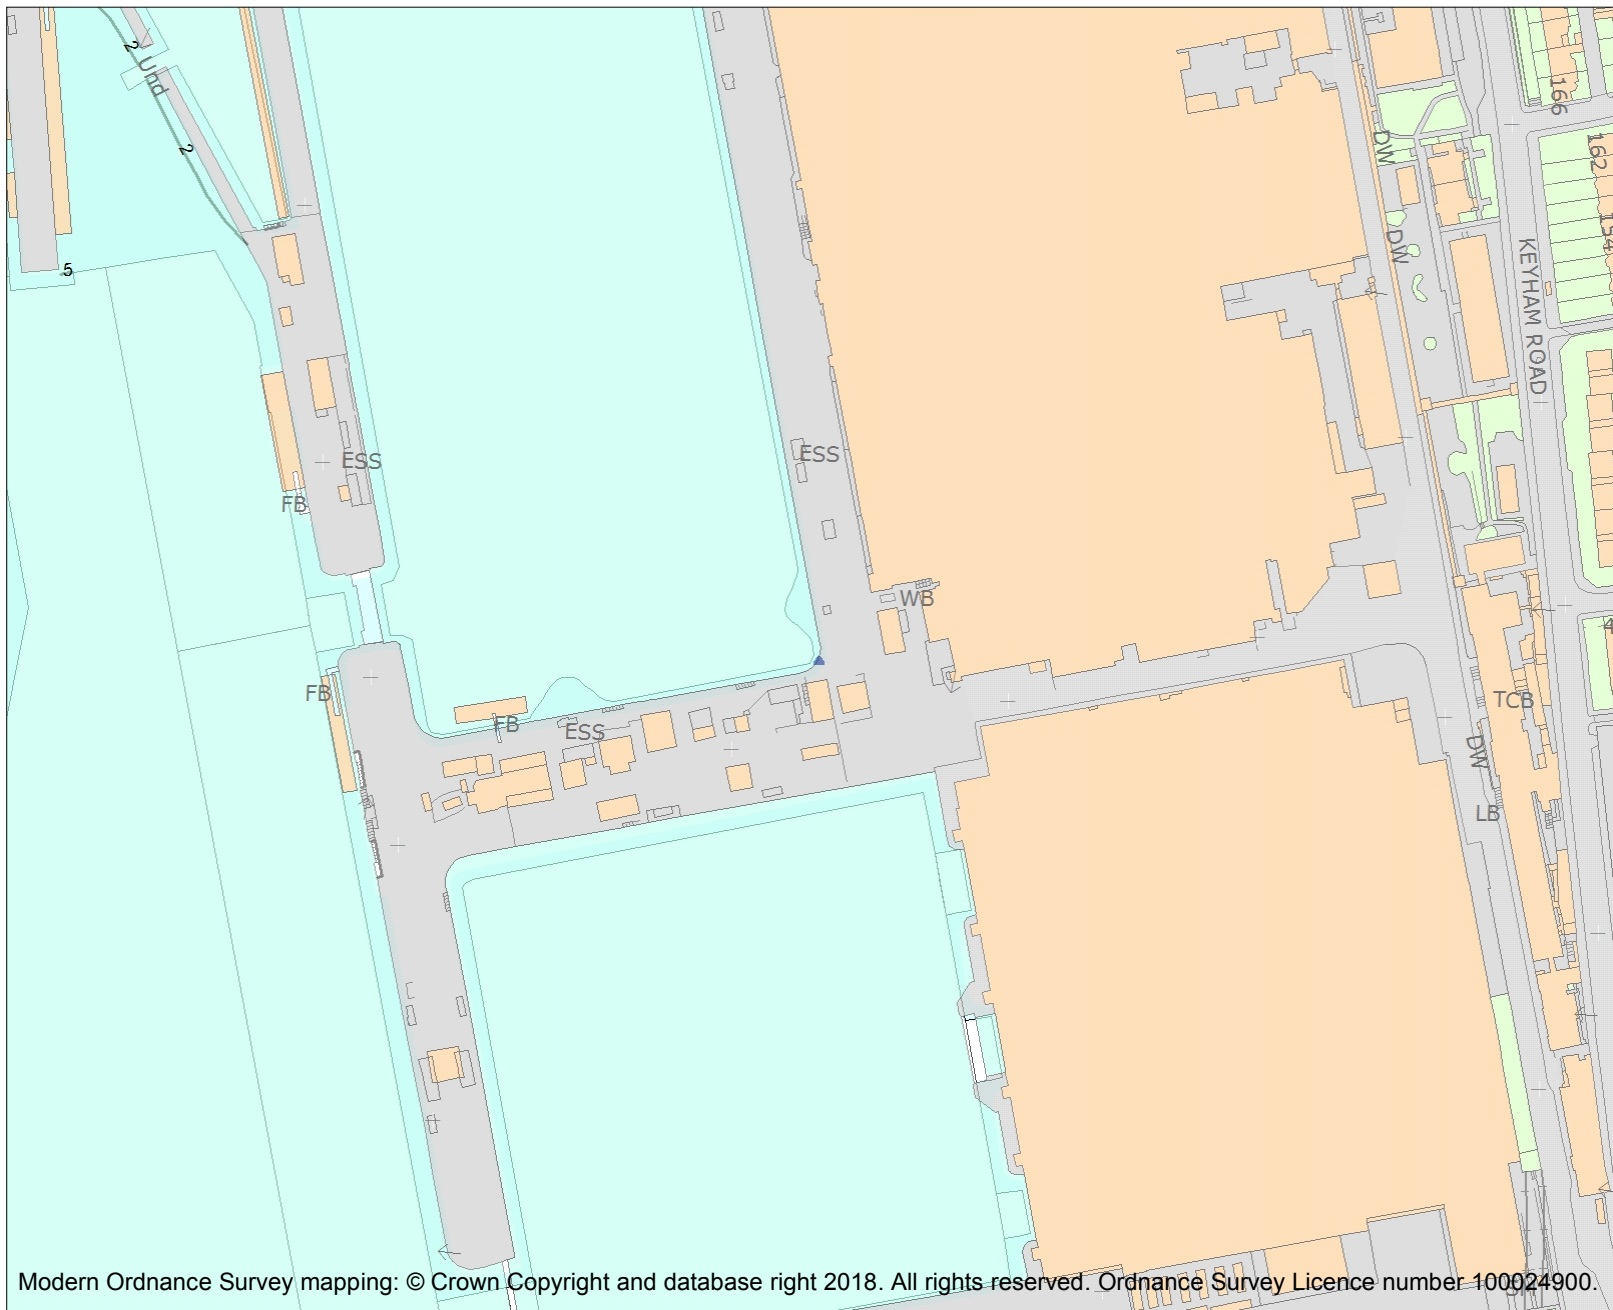 2
Und
2
5
166
162
154
DW
DW
KEYHAM ROAD
ESS
ESS
FB
WB
FB
FB
ESS
TCB
DW
LB
4
Modern Ordnance Survey mapping: © Crown Copyright and database right 2018. All rights reserved. Ordnance Survey Licence number 100024900.